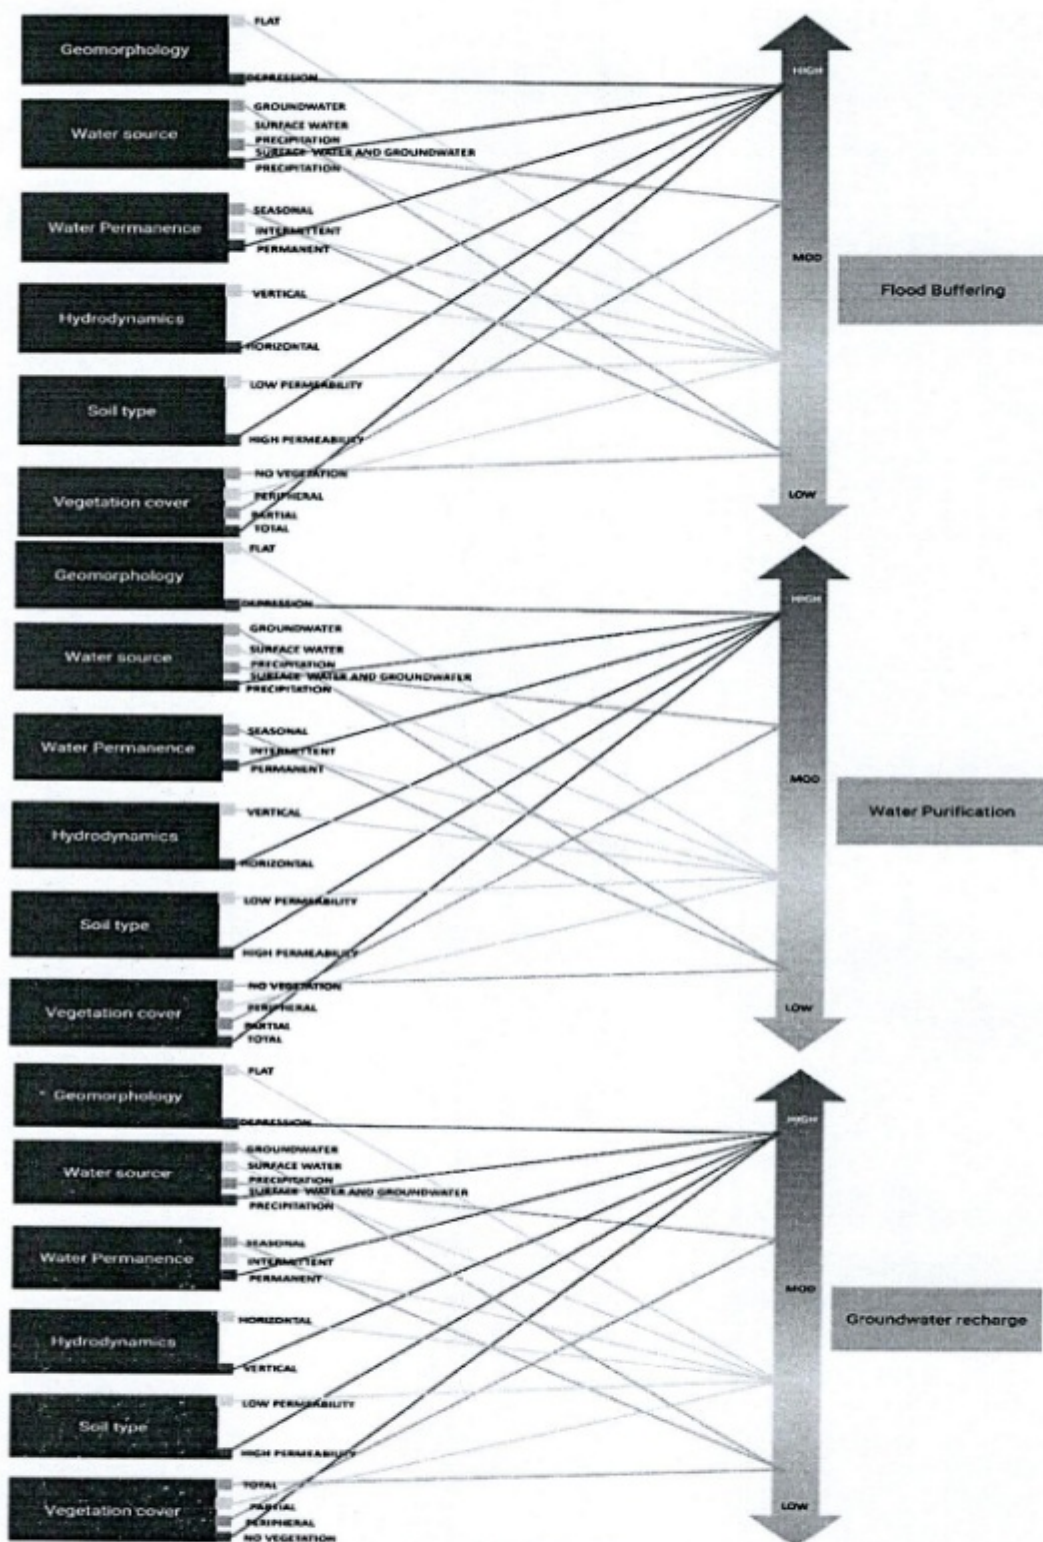 FLAT
Geomorphology
HIGH
DEPRESSION
GROUNDWATER
SURFACE WATER
Water source
PRECIPITATION
SURFACE WATER AND GROUNDWATER
PRECIPITATION
SEASONAL
Water Permanence
INTERMITTENT
PERMANENT
MOD
VERTICAL
Flood Buffering
Hydrodynamics
HORIZONTAL
LOW PERMEABILITY
Soil type
HIGH PERMEABILITY
NO VEGETATION
Vegetation cover
PERIPHERAL
LOW
PARTIAL
TOTAL
FLAT
Geomorphology
HIGH
DEPRESSION
GROUNDWATER
SURFACE WATER
Water source
PRECIPITATION
SURFACE WATER AND GROUNDWATER
PRECIPITATION
SEASONAL
Water Permanence
INTERMITTENT
PERMANENT
MOD
VERTICAL
Water Purification
Hydrodynamics
HORIZONTAL
LOW PERMEABILITY
Soil type
HIGH PERMEABILITY
NO VEGETATION
Vegetation cover
PERIPHERAL
LOW
PARTIAL
TOTAL
FLAT
Geomorphology
HIGH
DEPRESSION
GROUNDWATER
SURFACE WATER
Water source
PRECIPITATION
SURFACE WATER AND GROUNDWATER
PRECIPITATION
SEASONAL
Water Permanence
INTERMITTENT
PERMANENT
MOD
HORIZONTAL
Groundwater recharge
Hydrodynamics
VERTICAL
LOW PERMEABILITY
Soil type
HIGH PERMEABILITY
TOTAL
Vegetation cover
PARTIAL
LOW
PERIPHERAL
NO VEGETATION